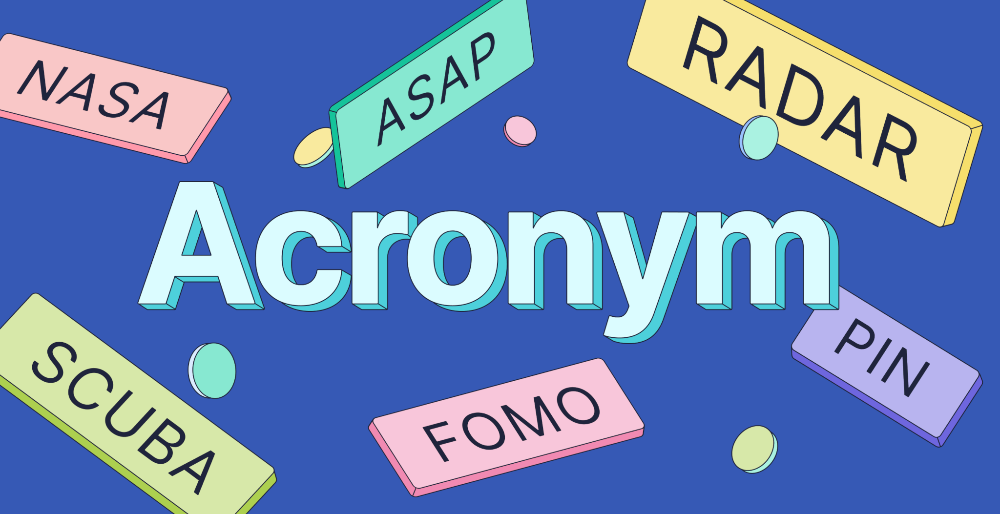 NASA
ASAP
RADAR
Acronym
SCUBA
FOMO
PIN